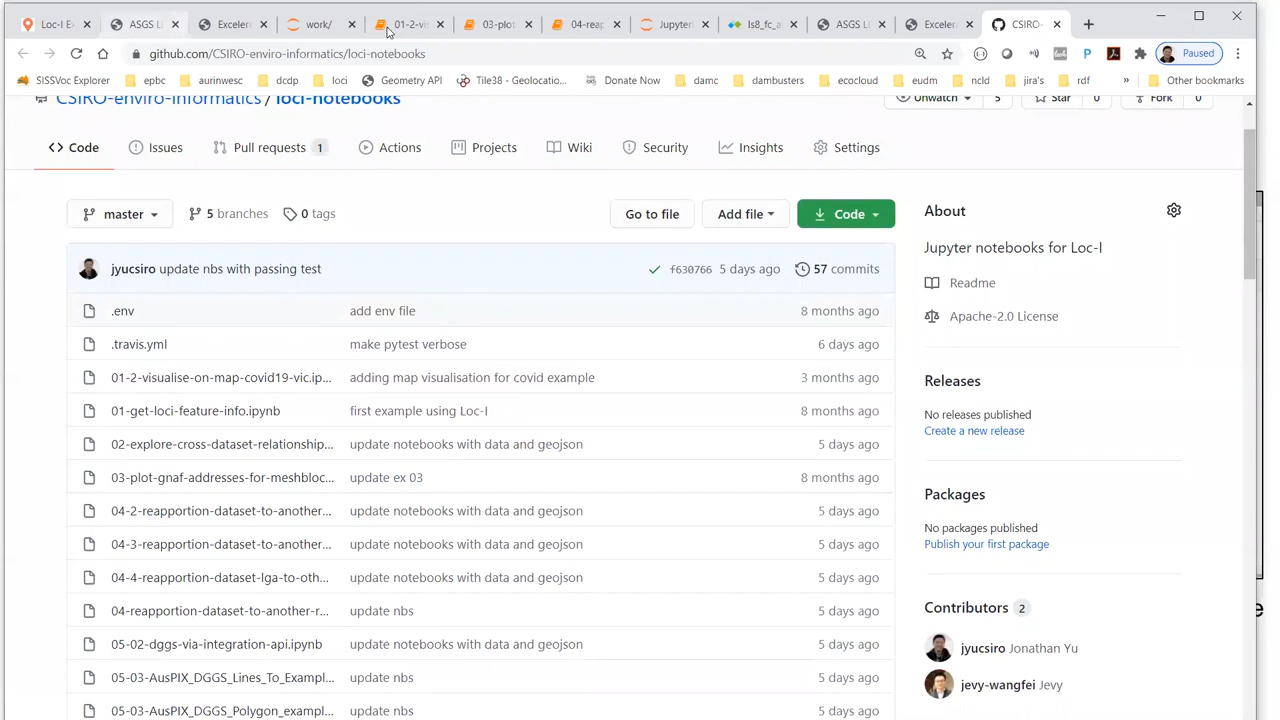 Loc-I Ex
ASGS L
Exceler
work/
01-2-vis
03-plot
04-reap
Jupyterl
ls8_fc_a
ASGS L
Exceler
CSIRO-
github.com/CSIRO-enviro-informatics/loci-notebooks
Paused
SISSVoc Explorer
epbc
aurinwesc
dcdp
loci
Geometry API
Tile38 - Geolocatio...
Donate Now
damc
dambusters
ecocloud
eudm
ncld
jira's
rdf
»
Other bookmarks
CSIRO-enviro-informatics / loci-notebooks
Unwatch 5
Star 0
Fork 0
Code
Issues
Pull requests 1
Actions
Projects
Wiki
Security
Insights
Settings
master
5 branches
0 tags
Go to file
Add file
Code
jyucsiro update nbs with passing test
f630766 5 days ago
57 commits
.env add env file 8 months ago
.travis.yml make pytest verbose 6 days ago
01-2-visualise-on-map-covid19-vic.ip... adding map visualisation for covid example 3 months ago
01-get-loci-feature-info.ipynb first example using Loc-I 8 months ago
02-explore-cross-dataset-relationship... update notebooks with data and geojson 5 days ago
03-plot-gnaf-addresses-for-meshbloc... update ex 03 8 months ago
04-2-reapportion-dataset-to-another... update notebooks with data and geojson 5 days ago
04-3-reapportion-dataset-to-another... update notebooks with data and geojson 5 days ago
04-4-reapportion-dataset-lga-to-oth... update notebooks with data and geojson 5 days ago
04-reapportion-dataset-to-another-r... update nbs 5 days ago
05-02-dggs-via-integration-api.ipynb update notebooks with data and geojson 5 days ago
05-03-AusPIX_DGGS_Lines_To_Exampl... update nbs 5 days ago
05-03-AusPIX_DGGS_Polygon_exampl... update nbs 5 days ago
About
Jupyter notebooks for Loc-I
Readme
Apache-2.0 License
Releases
No releases published
Create a new release
Packages
No packages published
Publish your first package
Contributors 2
jyucsiro Jonathan Yu
jevy-wangfei Jevy
e